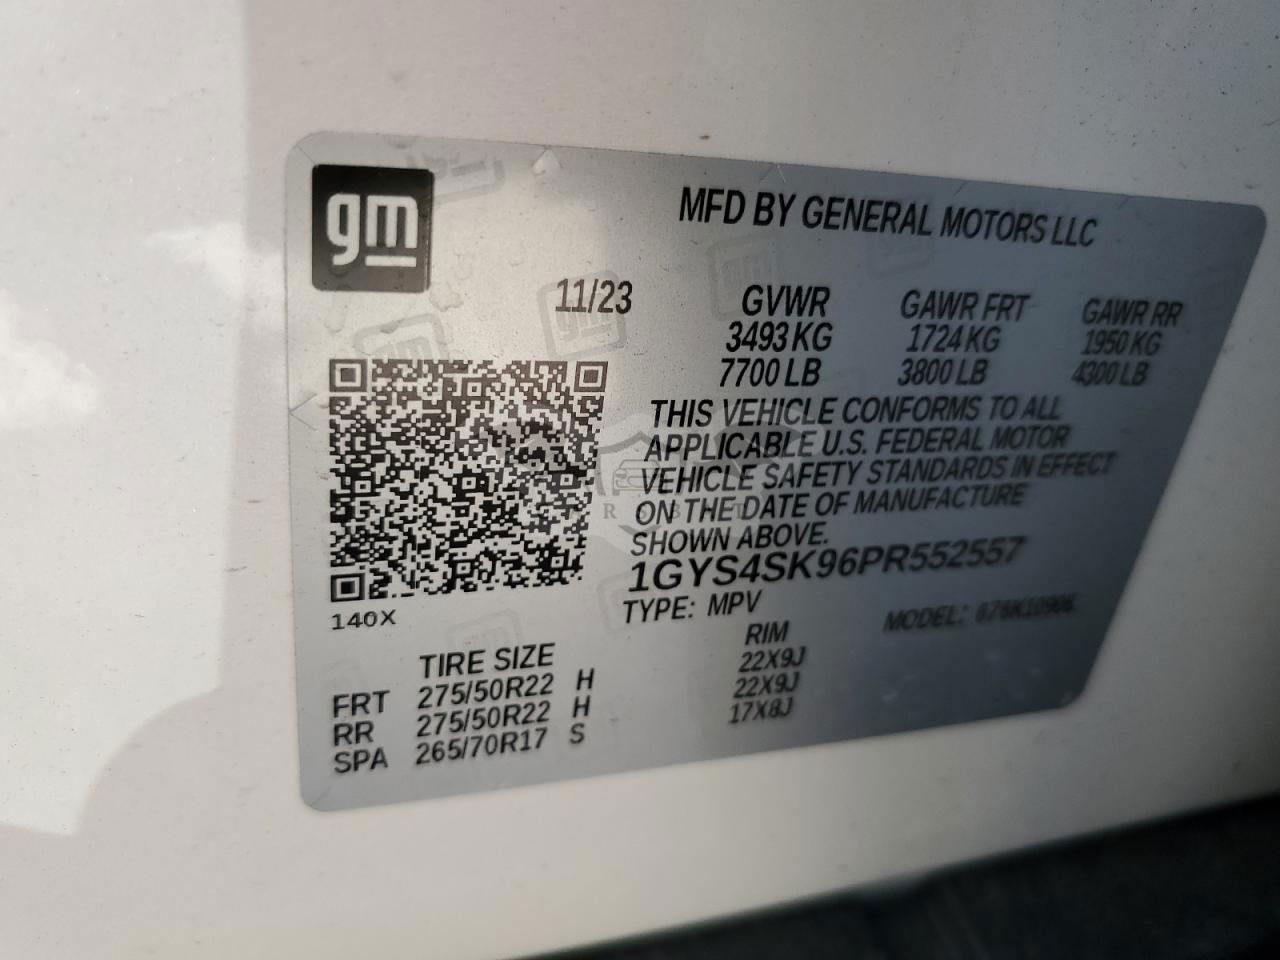 gm
MFD BY GENERAL MOTORS LLC
11/23
GVWR GAWR FRT GAWR RR
3493 KG 1724 KG 1950 KG
7700 LB 3800 LB 4300 LB
THIS VEHICLE CONFORMS TO ALL
APPLICABLE U.S. FEDERAL MOTOR
VEHICLE SAFETY STANDARDS IN EFFECT
ON THE DATE OF MANUFACTURE
SHOWN ABOVE.
1GYS4SK96PR552557
TYPE: MPV MODEL:
140X
TIRE SIZE RIM
FRT 275/50R22 H 22X9J
RR 275/50R22 H 22X9J
SPA 265/70R17 S 17X8J